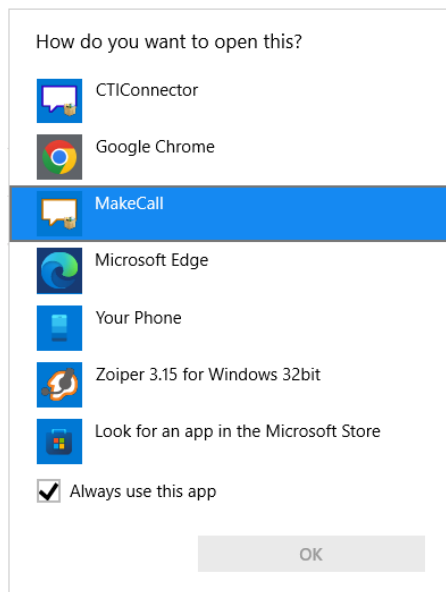 How do you want to open this?
CTIConnector
Google Chrome
MakeCall
Microsoft Edge
Your Phone
Zoiper 3.15 for Windows 32bit
Look for an app in the Microsoft Store
Always use this app
OK